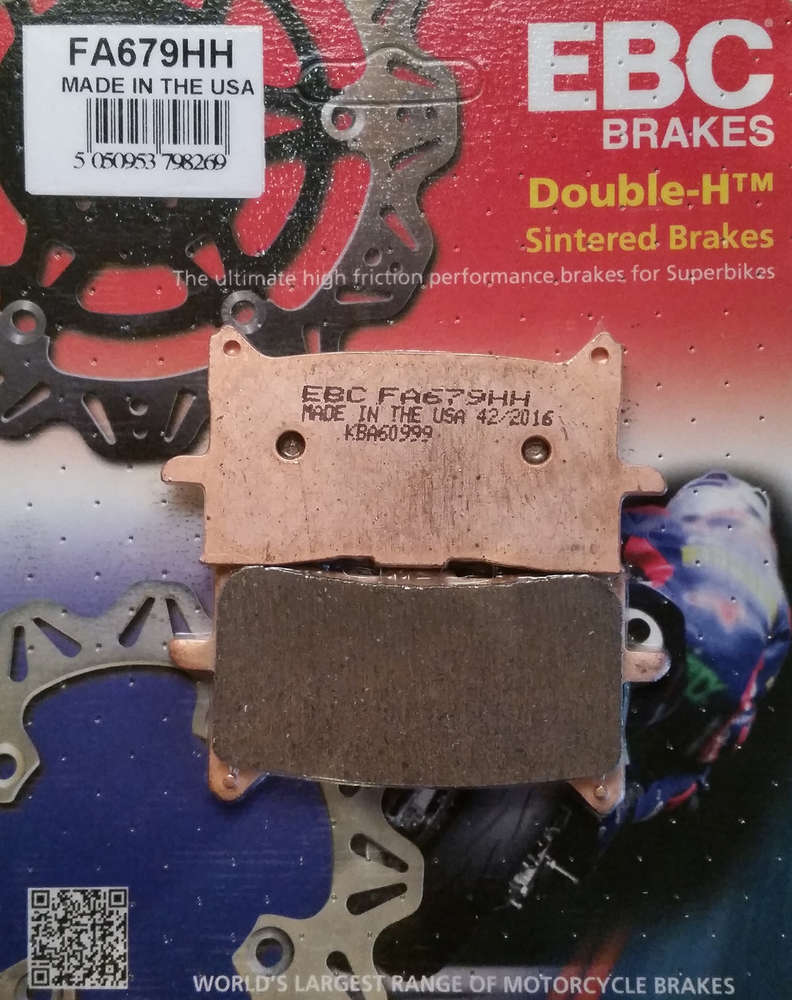 FA679HH
MADE IN THE USA
5 050953 798269
EBC®
BRAKES
Double-H™
Sintered Brakes
The ultimate high friction performance brakes for Superbikes
EBC FA679HH
MADE IN THE USA 42/2016
KBA60999
WORLD'S LARGEST RANGE OF MOTORCYCLE BRAKES